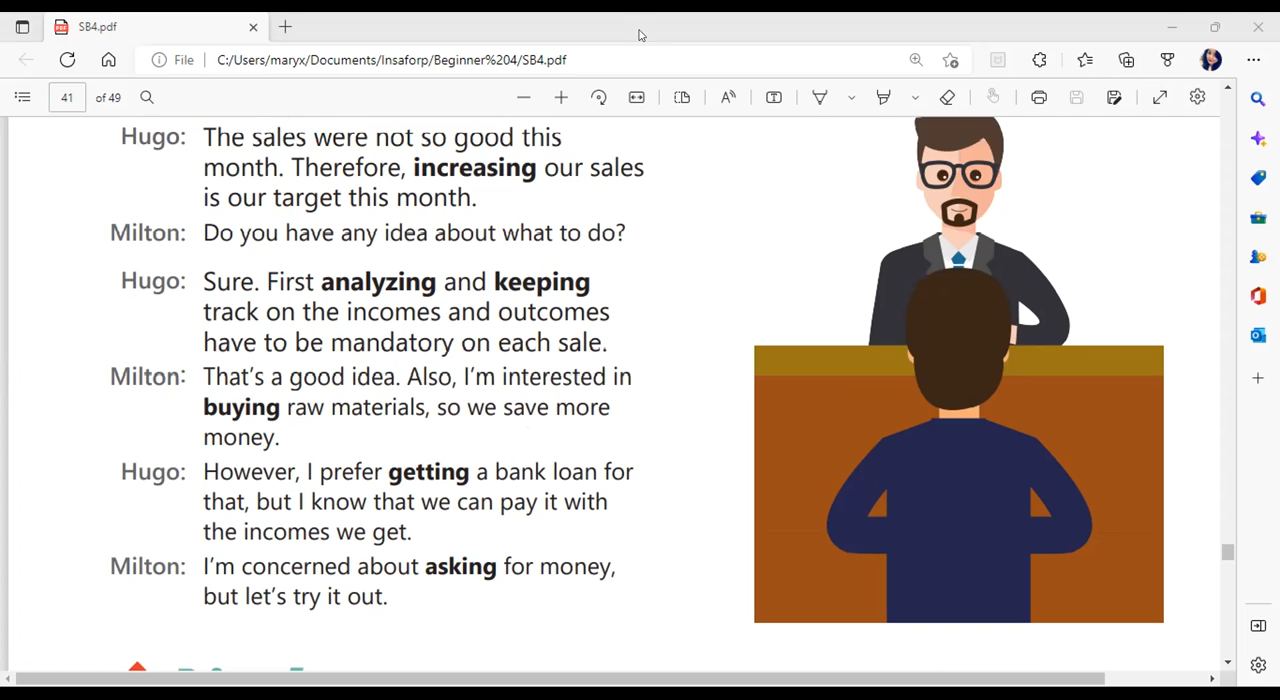 SB4.pdf
File C:/Users/maryx/Documents/Insaforp/Beginner%204/SB4.pdf
41 of 49
Hugo: The sales were not so good this
month. Therefore, increasing our sales
is our target this month.
Milton: Do you have any idea about what to do?
Hugo: Sure. First analyzing and keeping
track on the incomes and outcomes
have to be mandatory on each sale.
Milton: That's a good idea. Also, I'm interested in
buying raw materials, so we save more
money.
Hugo: However, I prefer getting a bank loan for
that, but I know that we can pay it with
the incomes we get.
Milton: I'm concerned about asking for money,
but let's try it out.